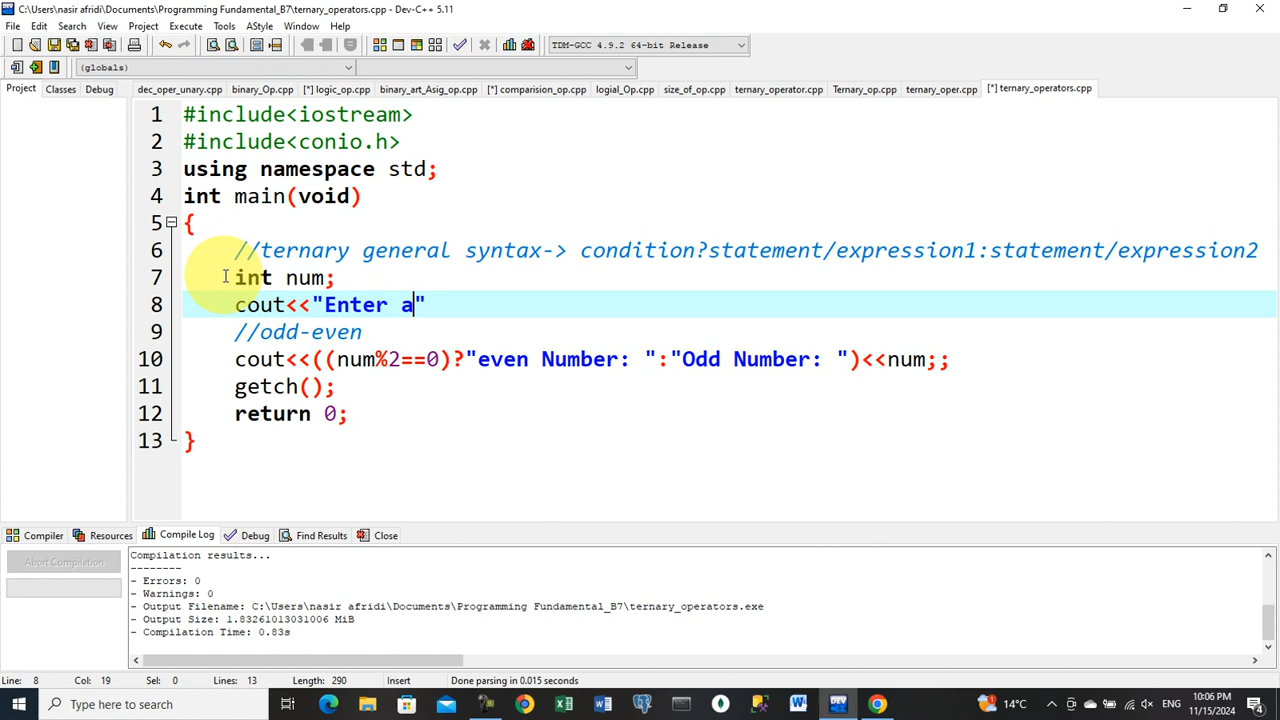 C:\Users\nasir afridi\Documents\Programming Fundamental_B7\ternary_operators.cpp - Dev-C++ 5.11
File Edit Search View Project Execute Tools AStyle Window Help
TDM-GCC 4.9.2 64-bit Release
(globals)
Project Classes Debug dec_oper_unary.cpp binary_Op.cpp [*] logic_op.cpp binary_art_Asig_op.cpp [*] comparision_op.cpp logial_Op.cpp size_of_op.cpp ternary_operator.cpp Ternary_op.cpp ternary_oper.cpp [*] ternary_operators.cpp
1 #include<iostream>
2 #include<conio.h>
3 using namespace std;
4 int main(void)
5 {
6 //ternary general syntax-> condition?statement/expression1:statement/expression2
7 int num;
8 cout<<"Enter a"
9 //odd-even
10 cout<<((num%2==0)?"even Number: ":"Odd Number: ")<<num;;
11 getch();
12 return 0;
13 }
Compiler Resources Compile Log Debug Find Results Close
Abort Compilation
Compilation results...
--------
- Errors: 0
- Warnings: 0
- Output Filename: C:\Users\nasir afridi\Documents\Programming Fundamental_B7\ternary_operators.exe
- Output Size: 1.83261013031006 MiB
- Compilation Time: 0.83s
Line: 8 Col: 19 Sel: 0 Lines: 13 Length: 290 Insert Done parsing in 0.015 seconds
Type here to search
DEV
14°C
ENG
10:06 PM
11/15/2024
4